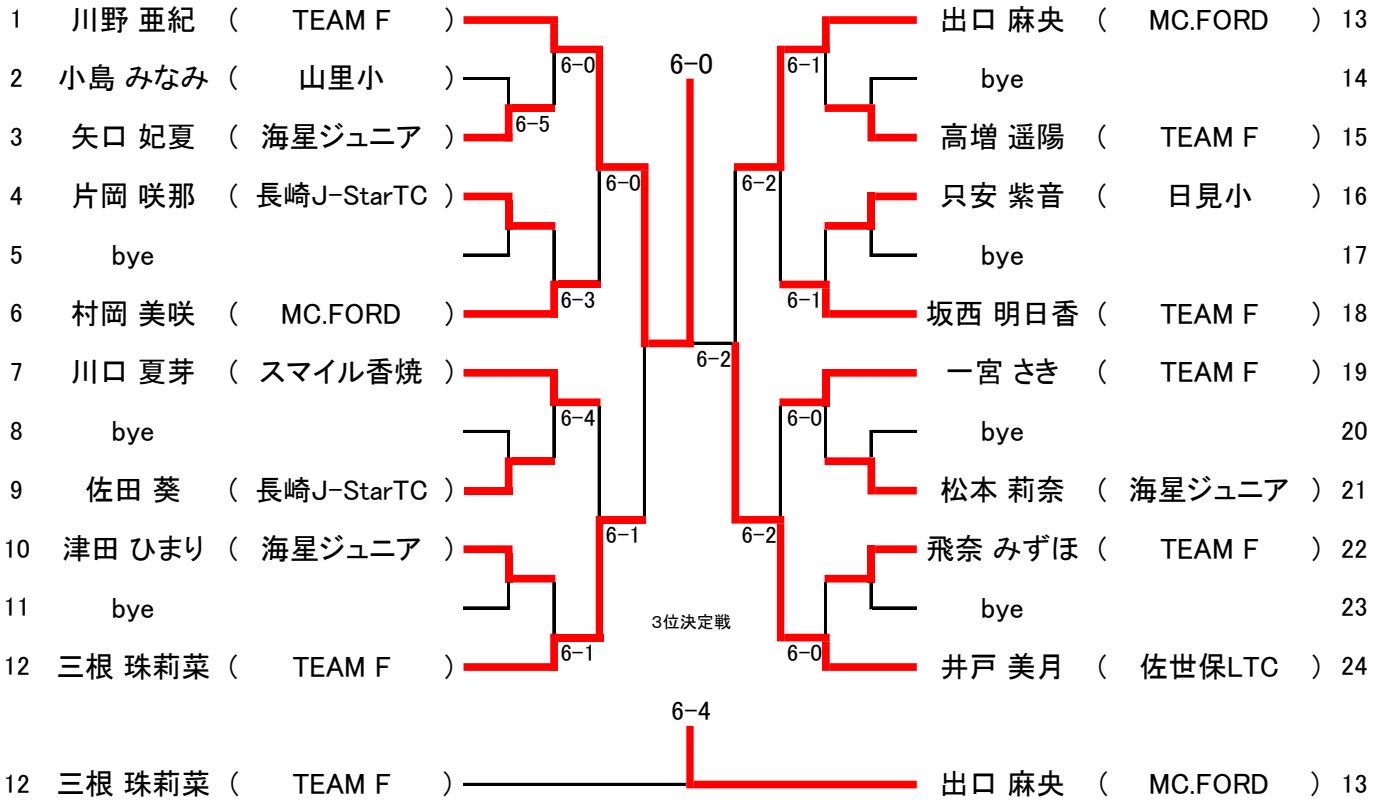 1 川野 亜紀 ( TEAM F ) 出口 麻央 ( MC.FORD ) 13
6-0 6-0 6-1
2 小島 みなみ ( 山里小 ) bye 14
6-5
3 矢口 妃夏 ( 海星ジュニア ) 高増 遥陽 ( TEAM F ) 15
6-0 6-2
4 片岡 咲那 ( 長崎J-StarTC ) 只安 紫音 ( 日見小 ) 16
5 bye bye 17
6-3 6-1
6 村岡 美咲 ( MC.FORD ) 坂西 明日香 ( TEAM F ) 18
6-2
7 川口 夏芽 ( スマイル香焼 ) 一宮 さき ( TEAM F ) 19
6-4 6-0
8 bye bye 20
9 佐田 葵 ( 長崎J-StarTC ) 松本 莉奈 ( 海星ジュニア ) 21
6-1 6-2
10 津田 ひまり ( 海星ジュニア ) 飛奈 みずほ ( TEAM F ) 22
11 bye bye 23
3位決定戦
6-1 6-0
12 三根 珠莉菜 ( TEAM F ) 井戸 美月 ( 佐世保LTC ) 24
6-4
12 三根 珠莉菜 ( TEAM F ) 出口 麻央 ( MC.FORD ) 13